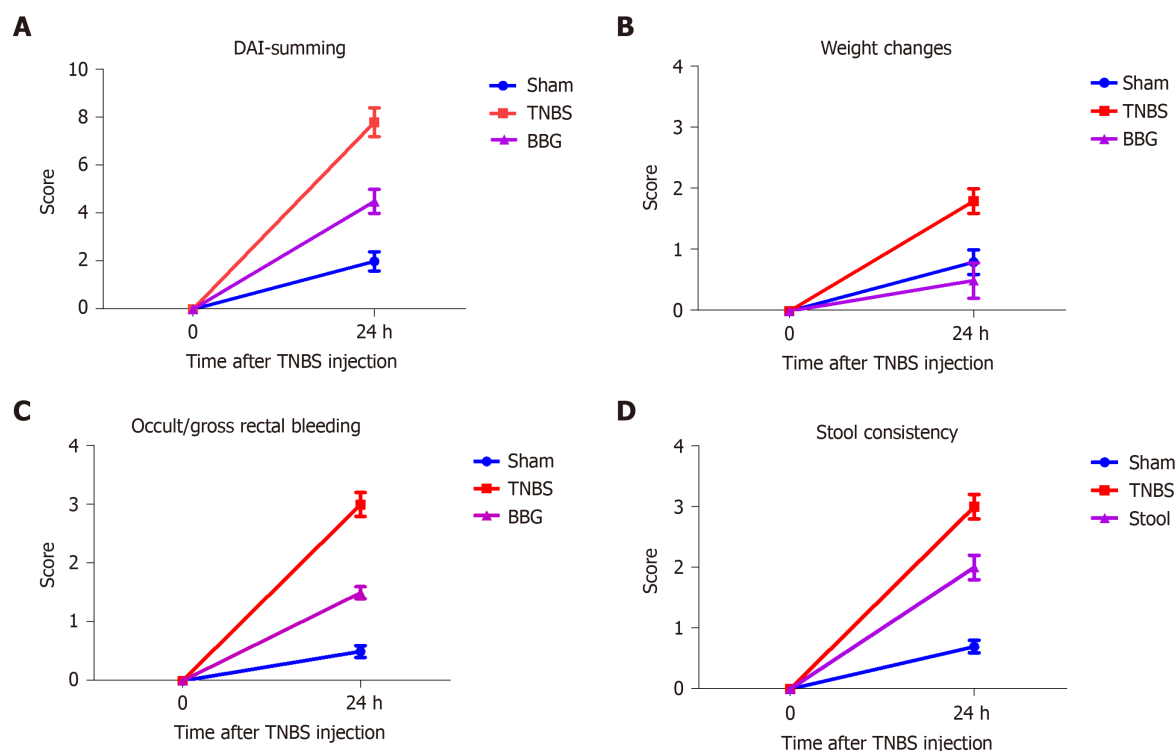 A
DAI-summing
10
8
6
4
2
0
Score
0
24 h
Time after TNBS injection
Sham
TNBS
BBG
B
Weight changes
4
3
2
1
0
Score
0
24 h
Time after TNBS injection
Sham
TNBS
BBG
C
Occult/gross rectal bleeding
4
3
2
1
0
Score
0
24 h
Time after TNBS injection
Sham
TNBS
BBG
D
Stool consistency
4
3
2
1
0
Score
0
24 h
Time after TNBS injection
Sham
TNBS
Stool